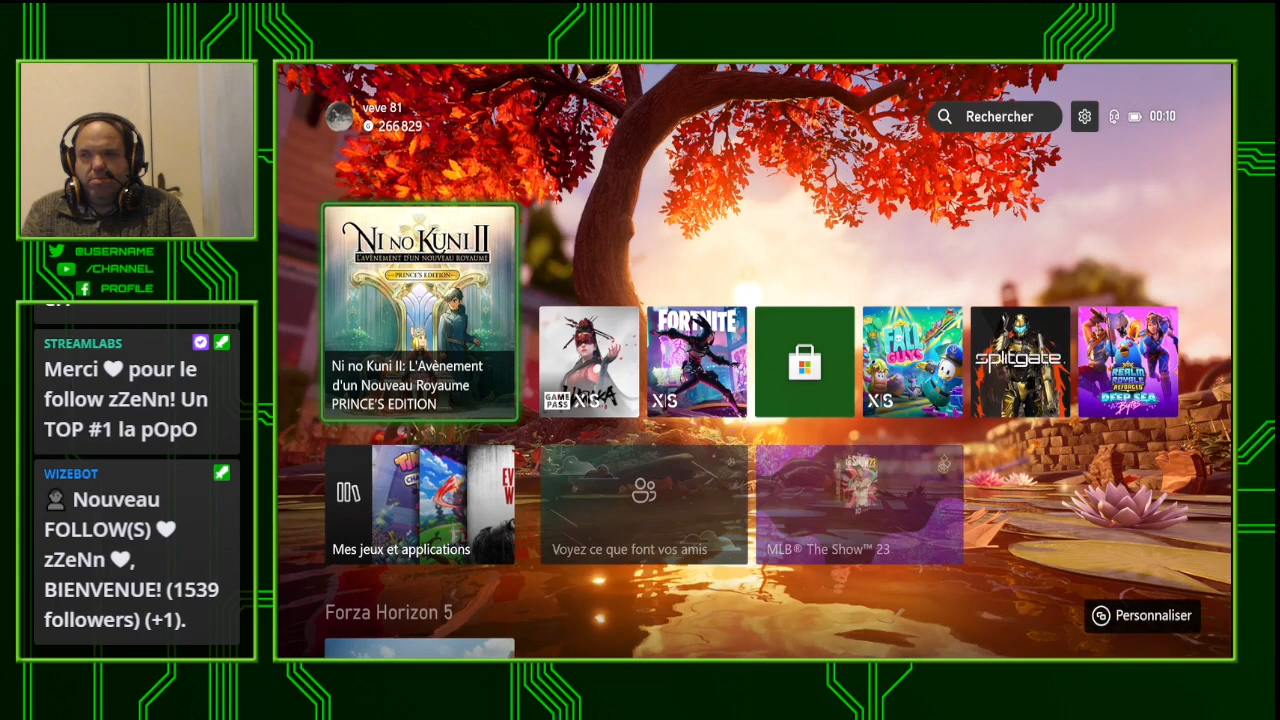 veve 81
266 829
Rechercher
00:10
@USERNAME
/CHANNEL
PROFILE
STREAMLABS
Merci pour le
follow zZeNn! Un
TOP #1 la pOpO
WIZEBOT
Nouveau
FOLLOW(S)
zZeNn ,
BIENVENUE! (1539
followers) (+1).
NI NO KUNI II
L'AVÈNEMENT D'UN NOUVEAU ROYAUME
PRINCE'S EDITION
Ni no Kuni II: L'Avènement
d'un Nouveau Royaume
PRINCE'S EDITION
GAME
PASS
X|S
FORTNITE
X|S
FALL
GUYS
X|S
splitgate
REALM
ROYALE
REFORGED
DEEP SEA
Mes jeux et applications
Voyez ce que font vos amis
MLB® The Show™ 23
Forza Horizon 5
Personnaliser